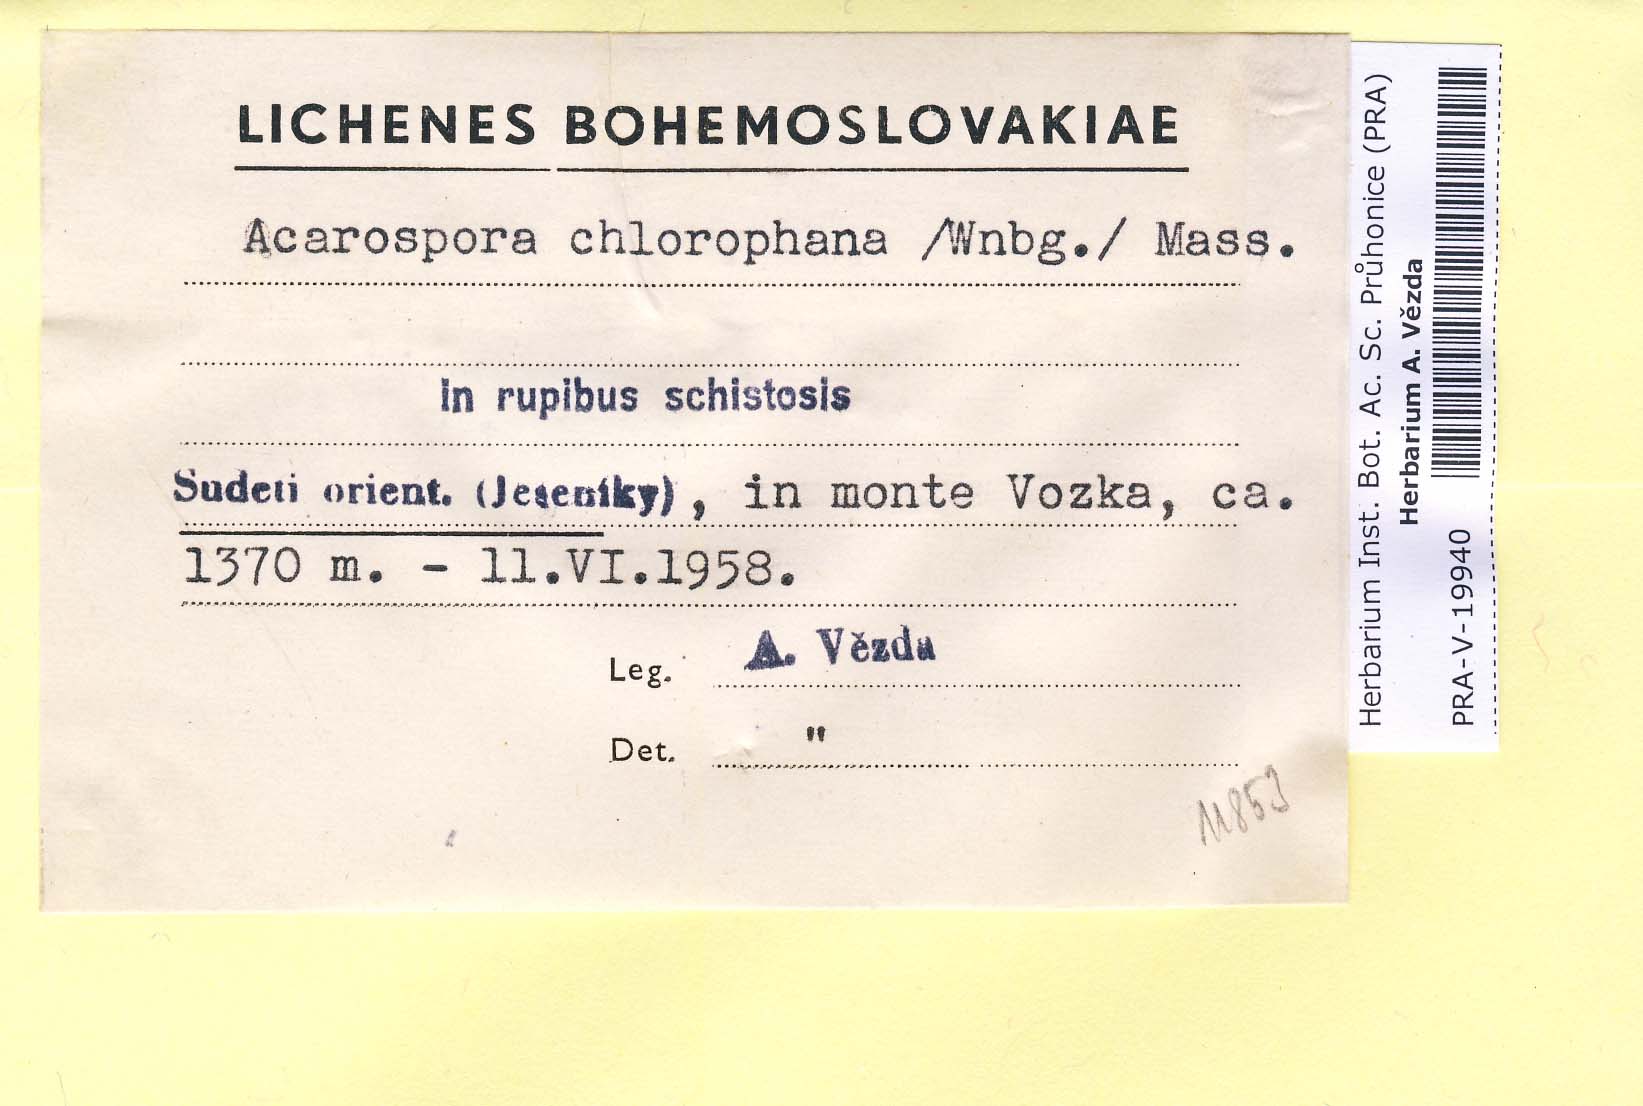 LICHENES BOHEMOSLOVAKIAE
Acarospora chlorophana /Wnbg./ Mass.
In rupibus schistosis
Sudeti orient. (Jeseníky), in monte Vozka, ca.
1370 m. - 11.VI.1958.
Leg. A. Vězda
Det. "
11853
Herbarium Inst. Bot. Ac. Sc. Průhonice (PRA)
Herbarium A. Vězda
PRA-V-19940